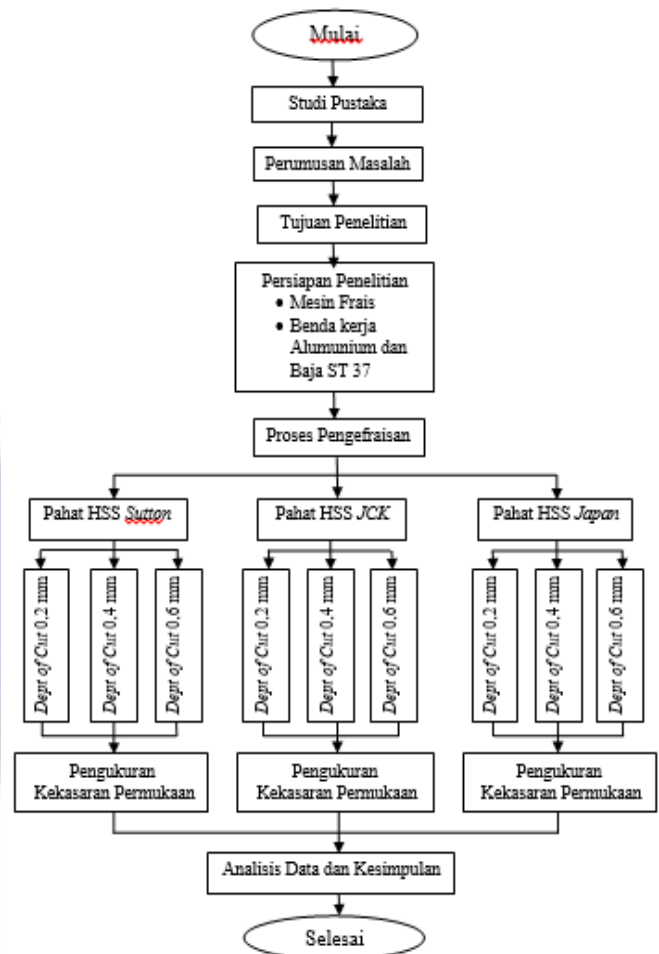 Mulai
Studi Pustaka
Perumusan Masalah
Tujuan Penelitian
Persiapan Penelitian
• Mesin Frais
• Benda kerja
Alumunium dan
Baja ST 37
Proses Pengefraisan
Pahat HSS Sutton
Pahat HSS JCK
Pahat HSS Japan
Dept of Cut 0.2 mm
Dept of Cut 0.4 mm
Dept of Cut 0.6 mm
Dept of Cut 0.2 mm
Dept of Cut 0.4 mm
Dept of Cut 0.6 mm
Dept of Cut 0.2 mm
Dept of Cut 0.4 mm
Dept of Cut 0.6 mm
Pengukuran
Kekasaran Permukaan
Pengukuran
Kekasaran Permukaan
Pengukuran
Kekasaran Permukaan
Analisis Data dan Kesimpulan
Selesai